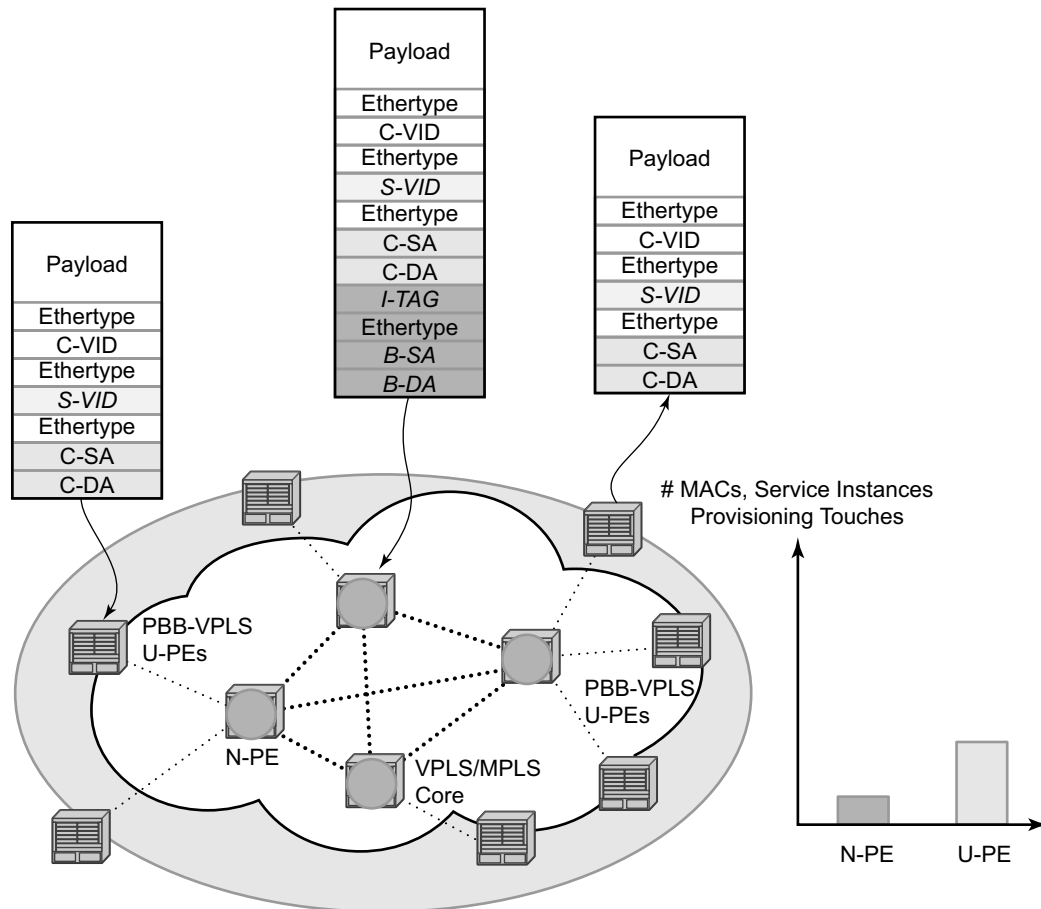 Payload
Ethertype
C-VID
Ethertype
S-VID
Ethertype
C-SA
C-DA
Payload
Ethertype
C-VID
Ethertype
S-VID
Ethertype
C-SA
C-DA
I-TAG
Ethertype
B-SA
B-DA
Payload
Ethertype
C-VID
Ethertype
S-VID
Ethertype
C-SA
C-DA
PBB-VPLS
U-PEs
N-PE
VPLS/MPLS
Core
PBB-VPLS
U-PEs
# MACs, Service Instances
Provisioning Touches
N-PE
U-PE